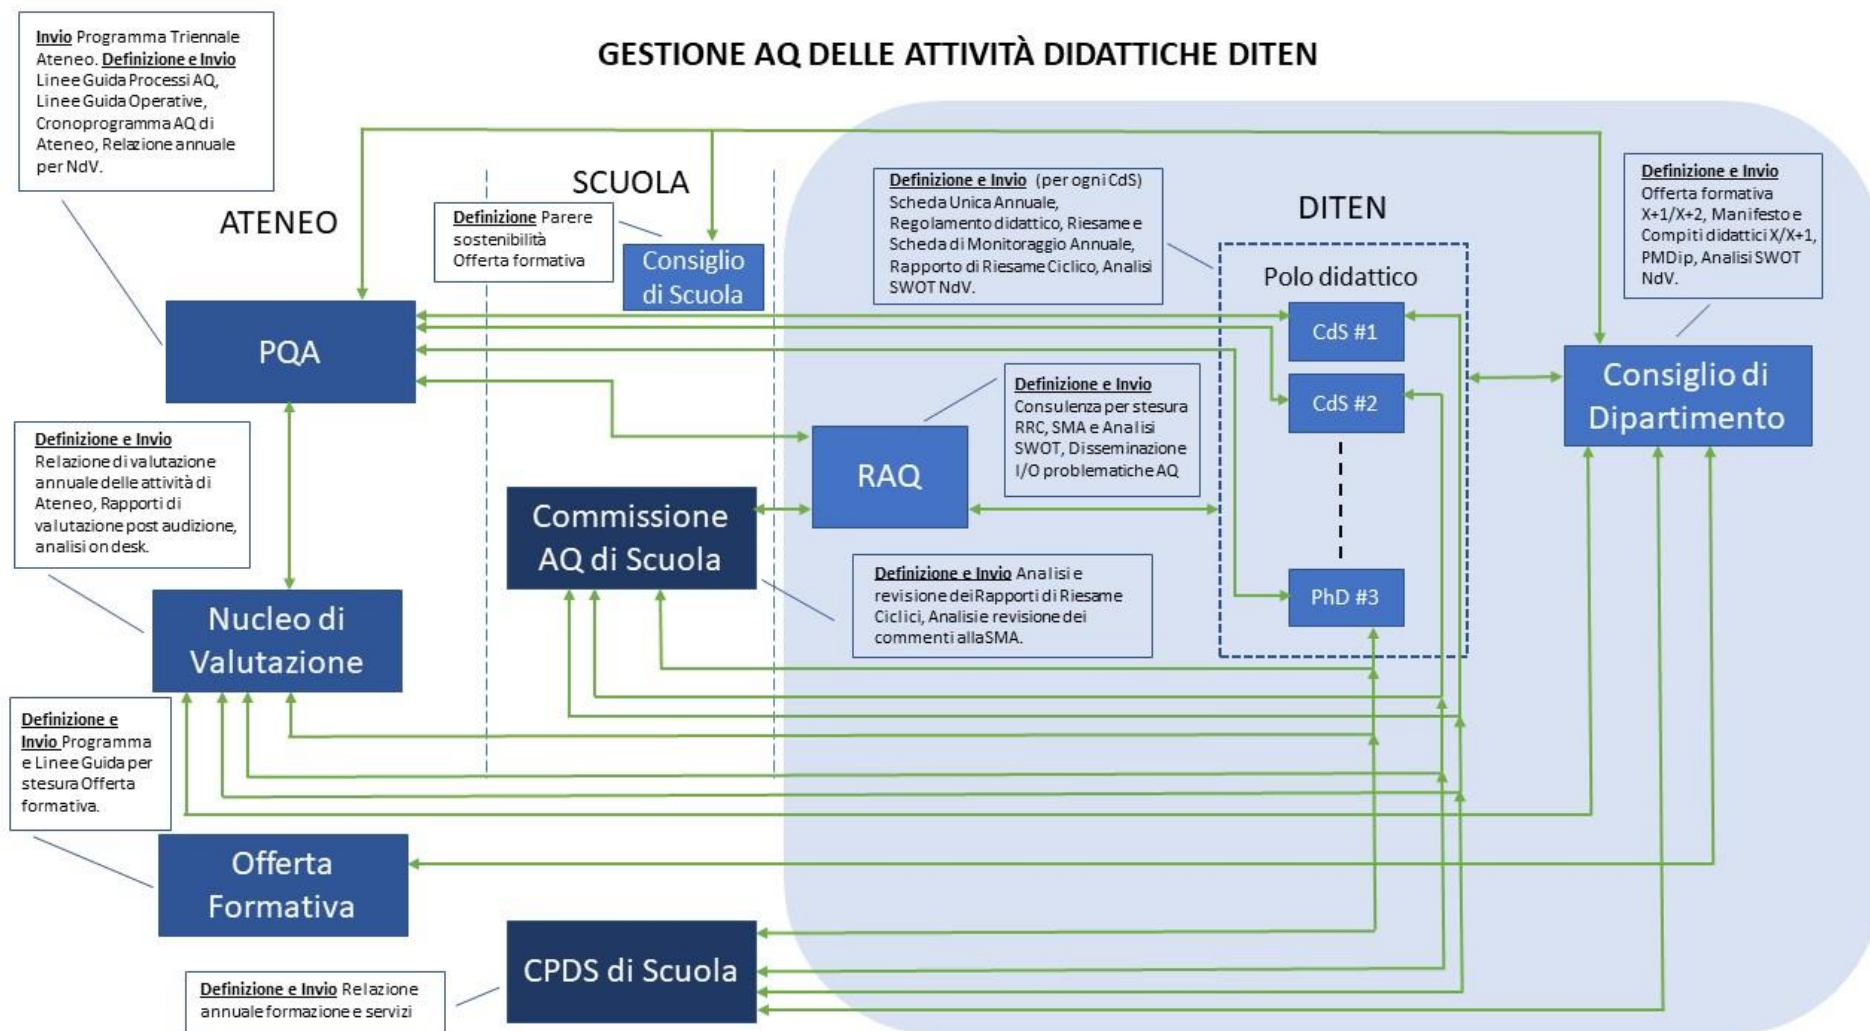 GESTIONE AQ DELLE ATTIVITÀ DIDATTICHE DITEN
Invio Programma Triennale
Ateneo. Definizione e Invio
Linee Guida Processi AQ,
Linee Guida Operative,
Cronoprogramma AQ di
Ateneo, Relazione annuale
per NdV.
ATENEO
SCUOLA
DITEN
Definizione Parere
sostenibilità
Offerta formativa
Consiglio
di Scuola
Definizione e Invio (per ogni CdS)
Scheda Unica Annuale,
Regolamento didattico, Riesame e
Scheda di Monitoraggio Annuale,
Rapporto di Riesame Ciclico, Analisi
SWOT NdV.
Definizione e Invio
Offerta formativa
X+1/X+2, Manifesto e
Compiti didattici X/X+1,
PMDip, Analisi SWOT
NdV.
Polo didattico
CdS #1
CdS #2
PhD #3
PQA
Consiglio di
Dipartimento
Definizione e Invio
Consulenza per stesura
RRC, SMA e Analisi
SWOT, Disseminazione
I/O problematiche AQ
RAQ
Definizione e Invio
Relazione di valutazione
annuale delle attività di
Ateneo, Rapporti di
valutazione post audizione,
analisi on desk.
Commissione
AQ di Scuola
Definizione e Invio Analisi e
revisione dei Rapporti di Riesame
Ciclici, Analisi e revisione dei
commenti alla SMA.
Nucleo di
Valutazione
Definizione e
Invio Programma
e Linee Guida per
stesura Offerta
formativa.
Offerta
Formativa
CPDS di Scuola
Definizione e Invio Relazione
annuale formazione e servizi